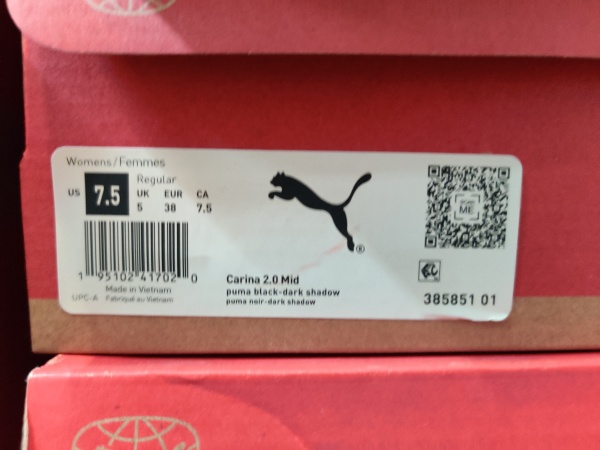 Womens/Femmes
Regular
US 7.5 UK EUR CA
5 38 7.5
1 95102 41702 0
Made in Vietnam
UPC-A Fabriqué au Vietnam
Carina 2.0 Mid
puma black-dark shadow
puma noir-dark shadow
®
SCAN
ME
385851 01